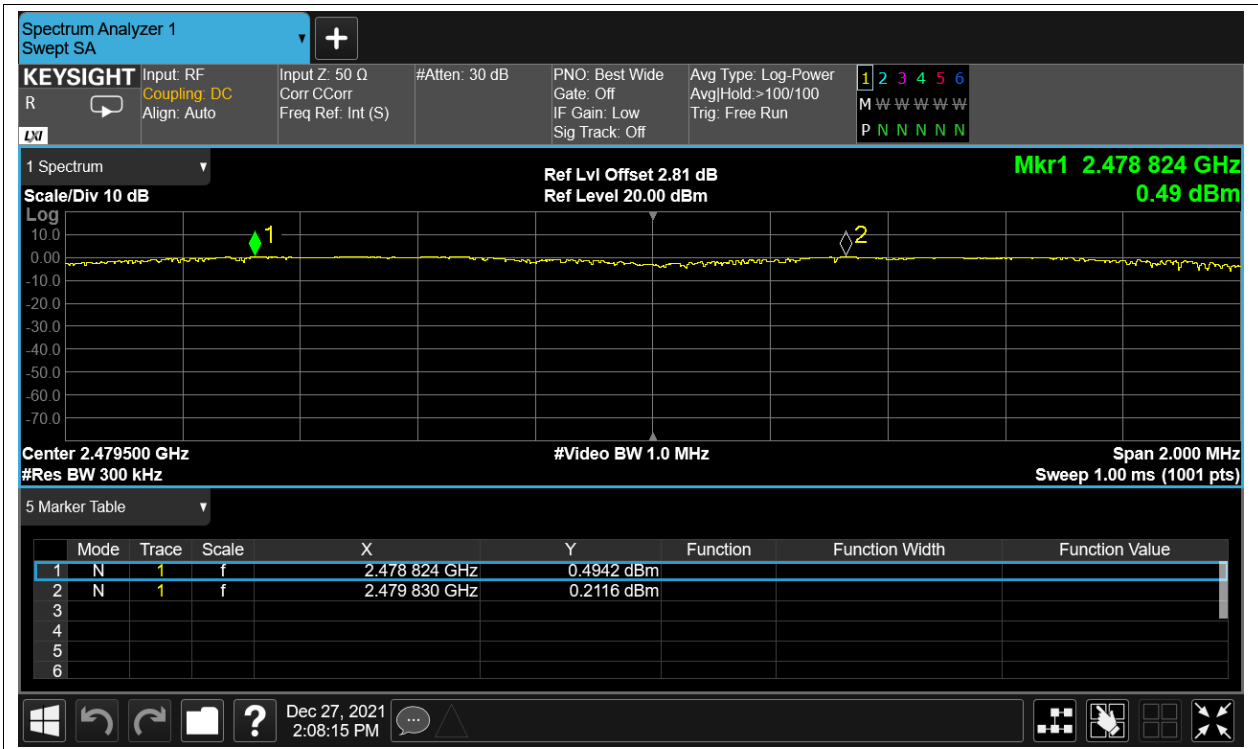 Spectrum Analyzer 1
Swept SA
KEYSIGHT
R
LXI
Input: RF
Coupling: DC
Align: Auto
Input Z: 50 Ω
Corr CCorr
Freq Ref: Int (S)
#Atten: 30 dB
PNO: Best Wide
Gate: Off
IF Gain: Low
Sig Track: Off
Avg Type: Log-Power
Avg|Hold:>100/100
Trig: Free Run
1 2 3 4 5 6
M W W W W W
P N N N N N
1 Spectrum
Scale/Div 10 dB
Ref Lvl Offset 2.81 dB
Ref Level 20.00 dBm
Mkr1 2.478 824 GHz
0.49 dBm
Log
10.0
0.00
-10.0
-20.0
-30.0
-40.0
-50.0
-60.0
-70.0
1
2
Center 2.479500 GHz
#Res BW 300 kHz
#Video BW 1.0 MHz
Span 2.000 MHz
Sweep 1.00 ms (1001 pts)
5 Marker Table
Mode Trace Scale X Y Function Function Width Function Value
1 N 1 f 2.478 824 GHz 0.4942 dBm
2 N 1 f 2.479 830 GHz 0.2116 dBm
3
4
5
6
?
Dec 27, 2021
2:08:15 PM